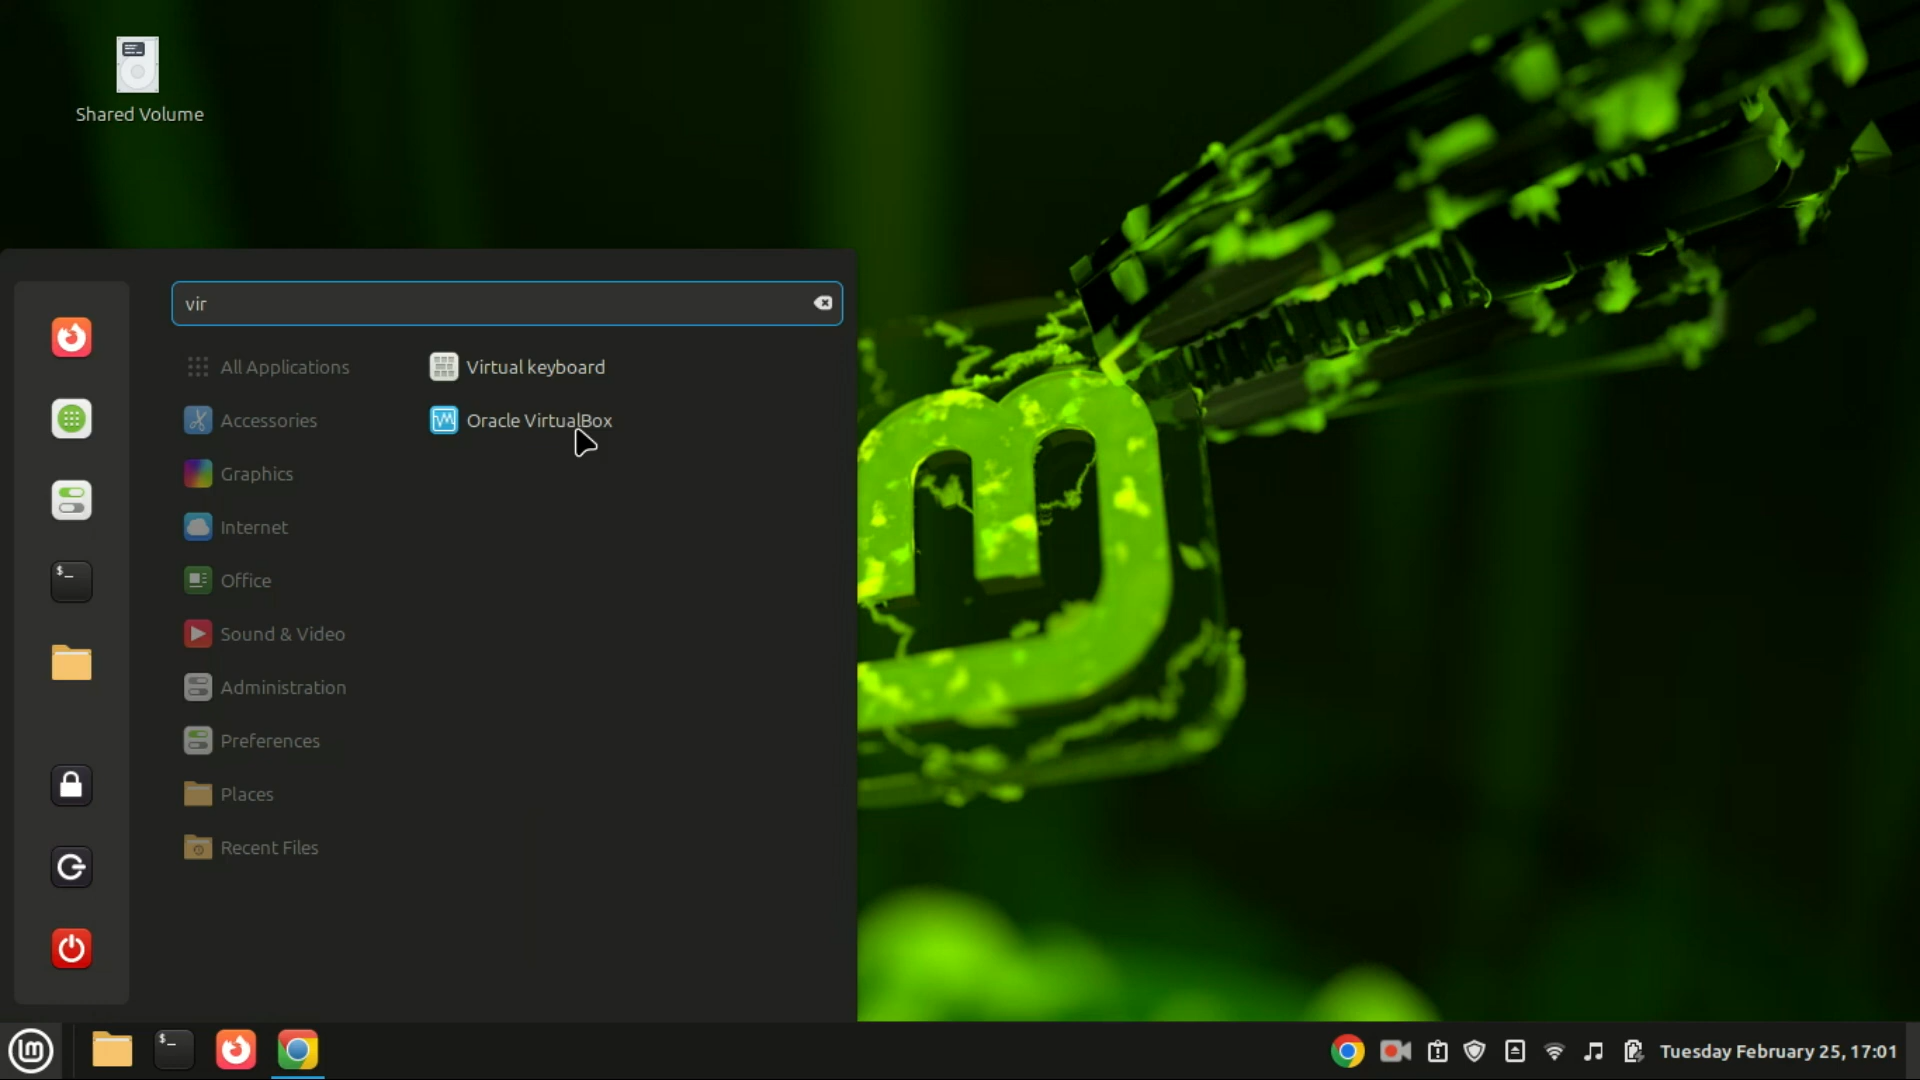 Shared Volume
vir
All Applications
Accessories
Graphics
Internet
Office
Sound & Video
Administration
Preferences
Places
Recent Files
Virtual keyboard
Oracle VirtualBox
$_
$_
Tuesday February 25, 17:01